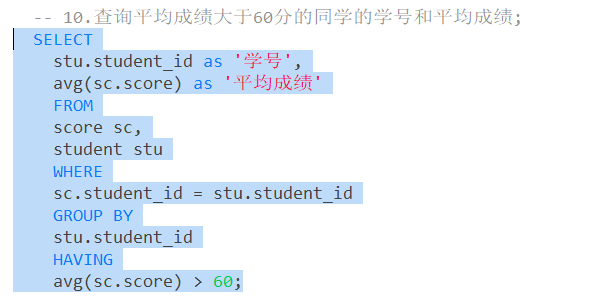 -- 10.查询平均成绩大于60分的同学的学号和平均成绩;
SELECT
stu.student_id as '学号',
avg(sc.score) as '平均成绩'
FROM
score sc,
student stu
WHERE
sc.student_id = stu.student_id
GROUP BY
stu.student_id
HAVING
avg(sc.score) > 60;